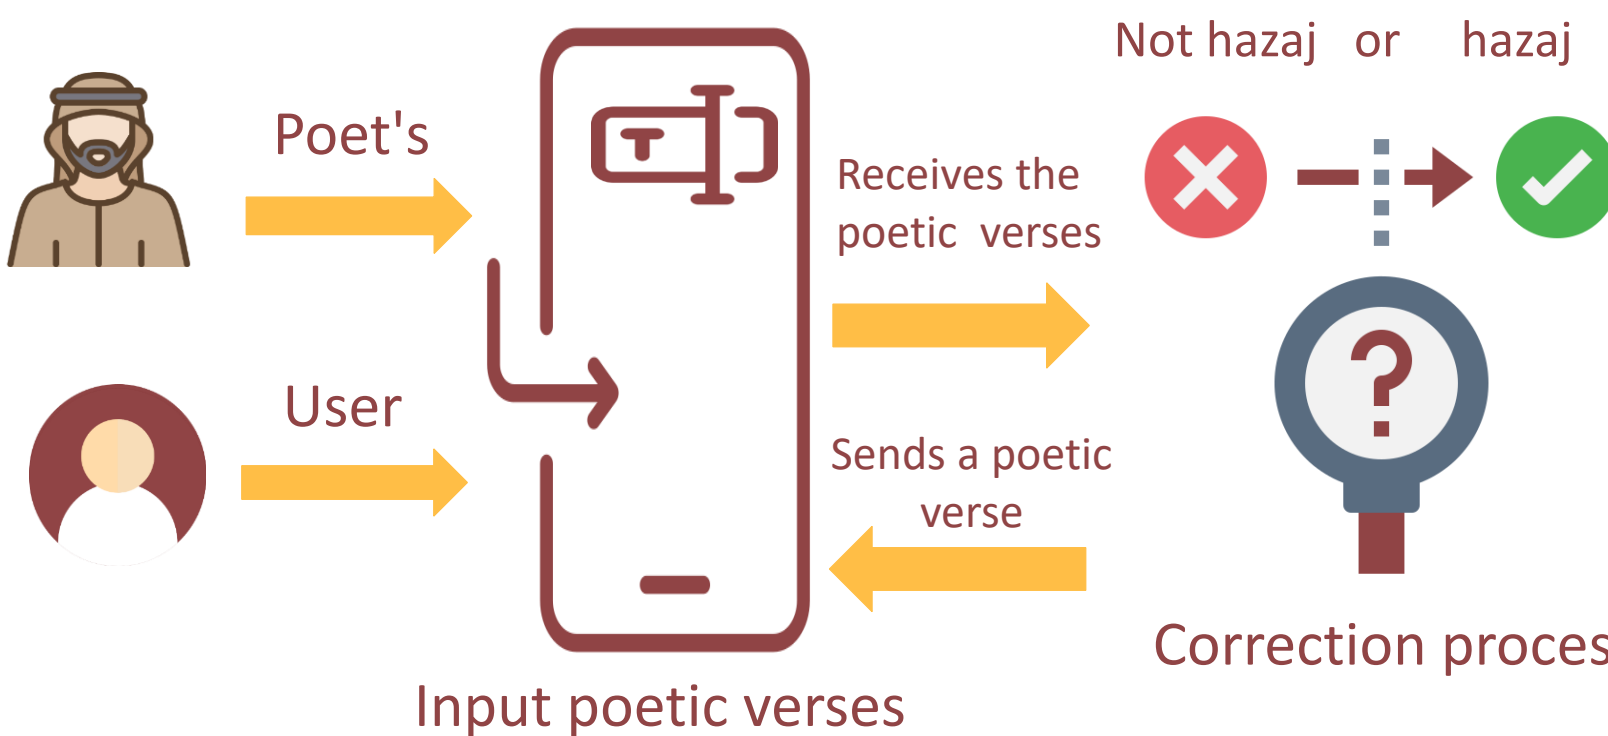 Not hazaj or hazaj
Poet's
Receives the
poetic verses
User
Sends a poetic
verse
Correction proces
Input poetic verses